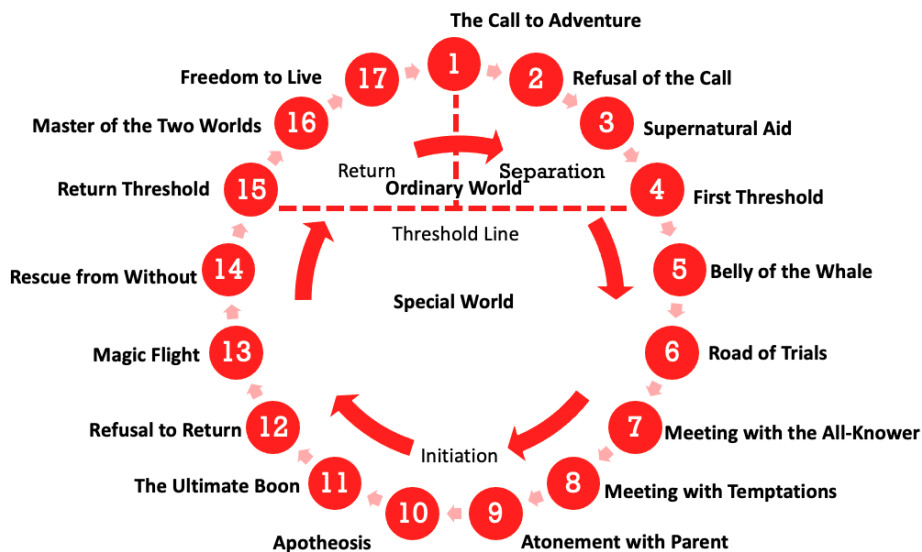 The Call to Adventure
1
2
Refusal of the Call
3
Supernatural Aid
4
First Threshold
5
Belly of the Whale
6
Road of Trials
7
Meeting with the All-Knower
8
Meeting with Temptations
9
Atonement with Parent
10
Apotheosis
11
The Ultimate Boon
12
Refusal to Return
13
Magic Flight
14
Rescue from Without
15
Return Threshold
16
Master of the Two Worlds
17
Freedom to Live
Return
Separation
Ordinary World
Threshold Line
Special World
Initiation